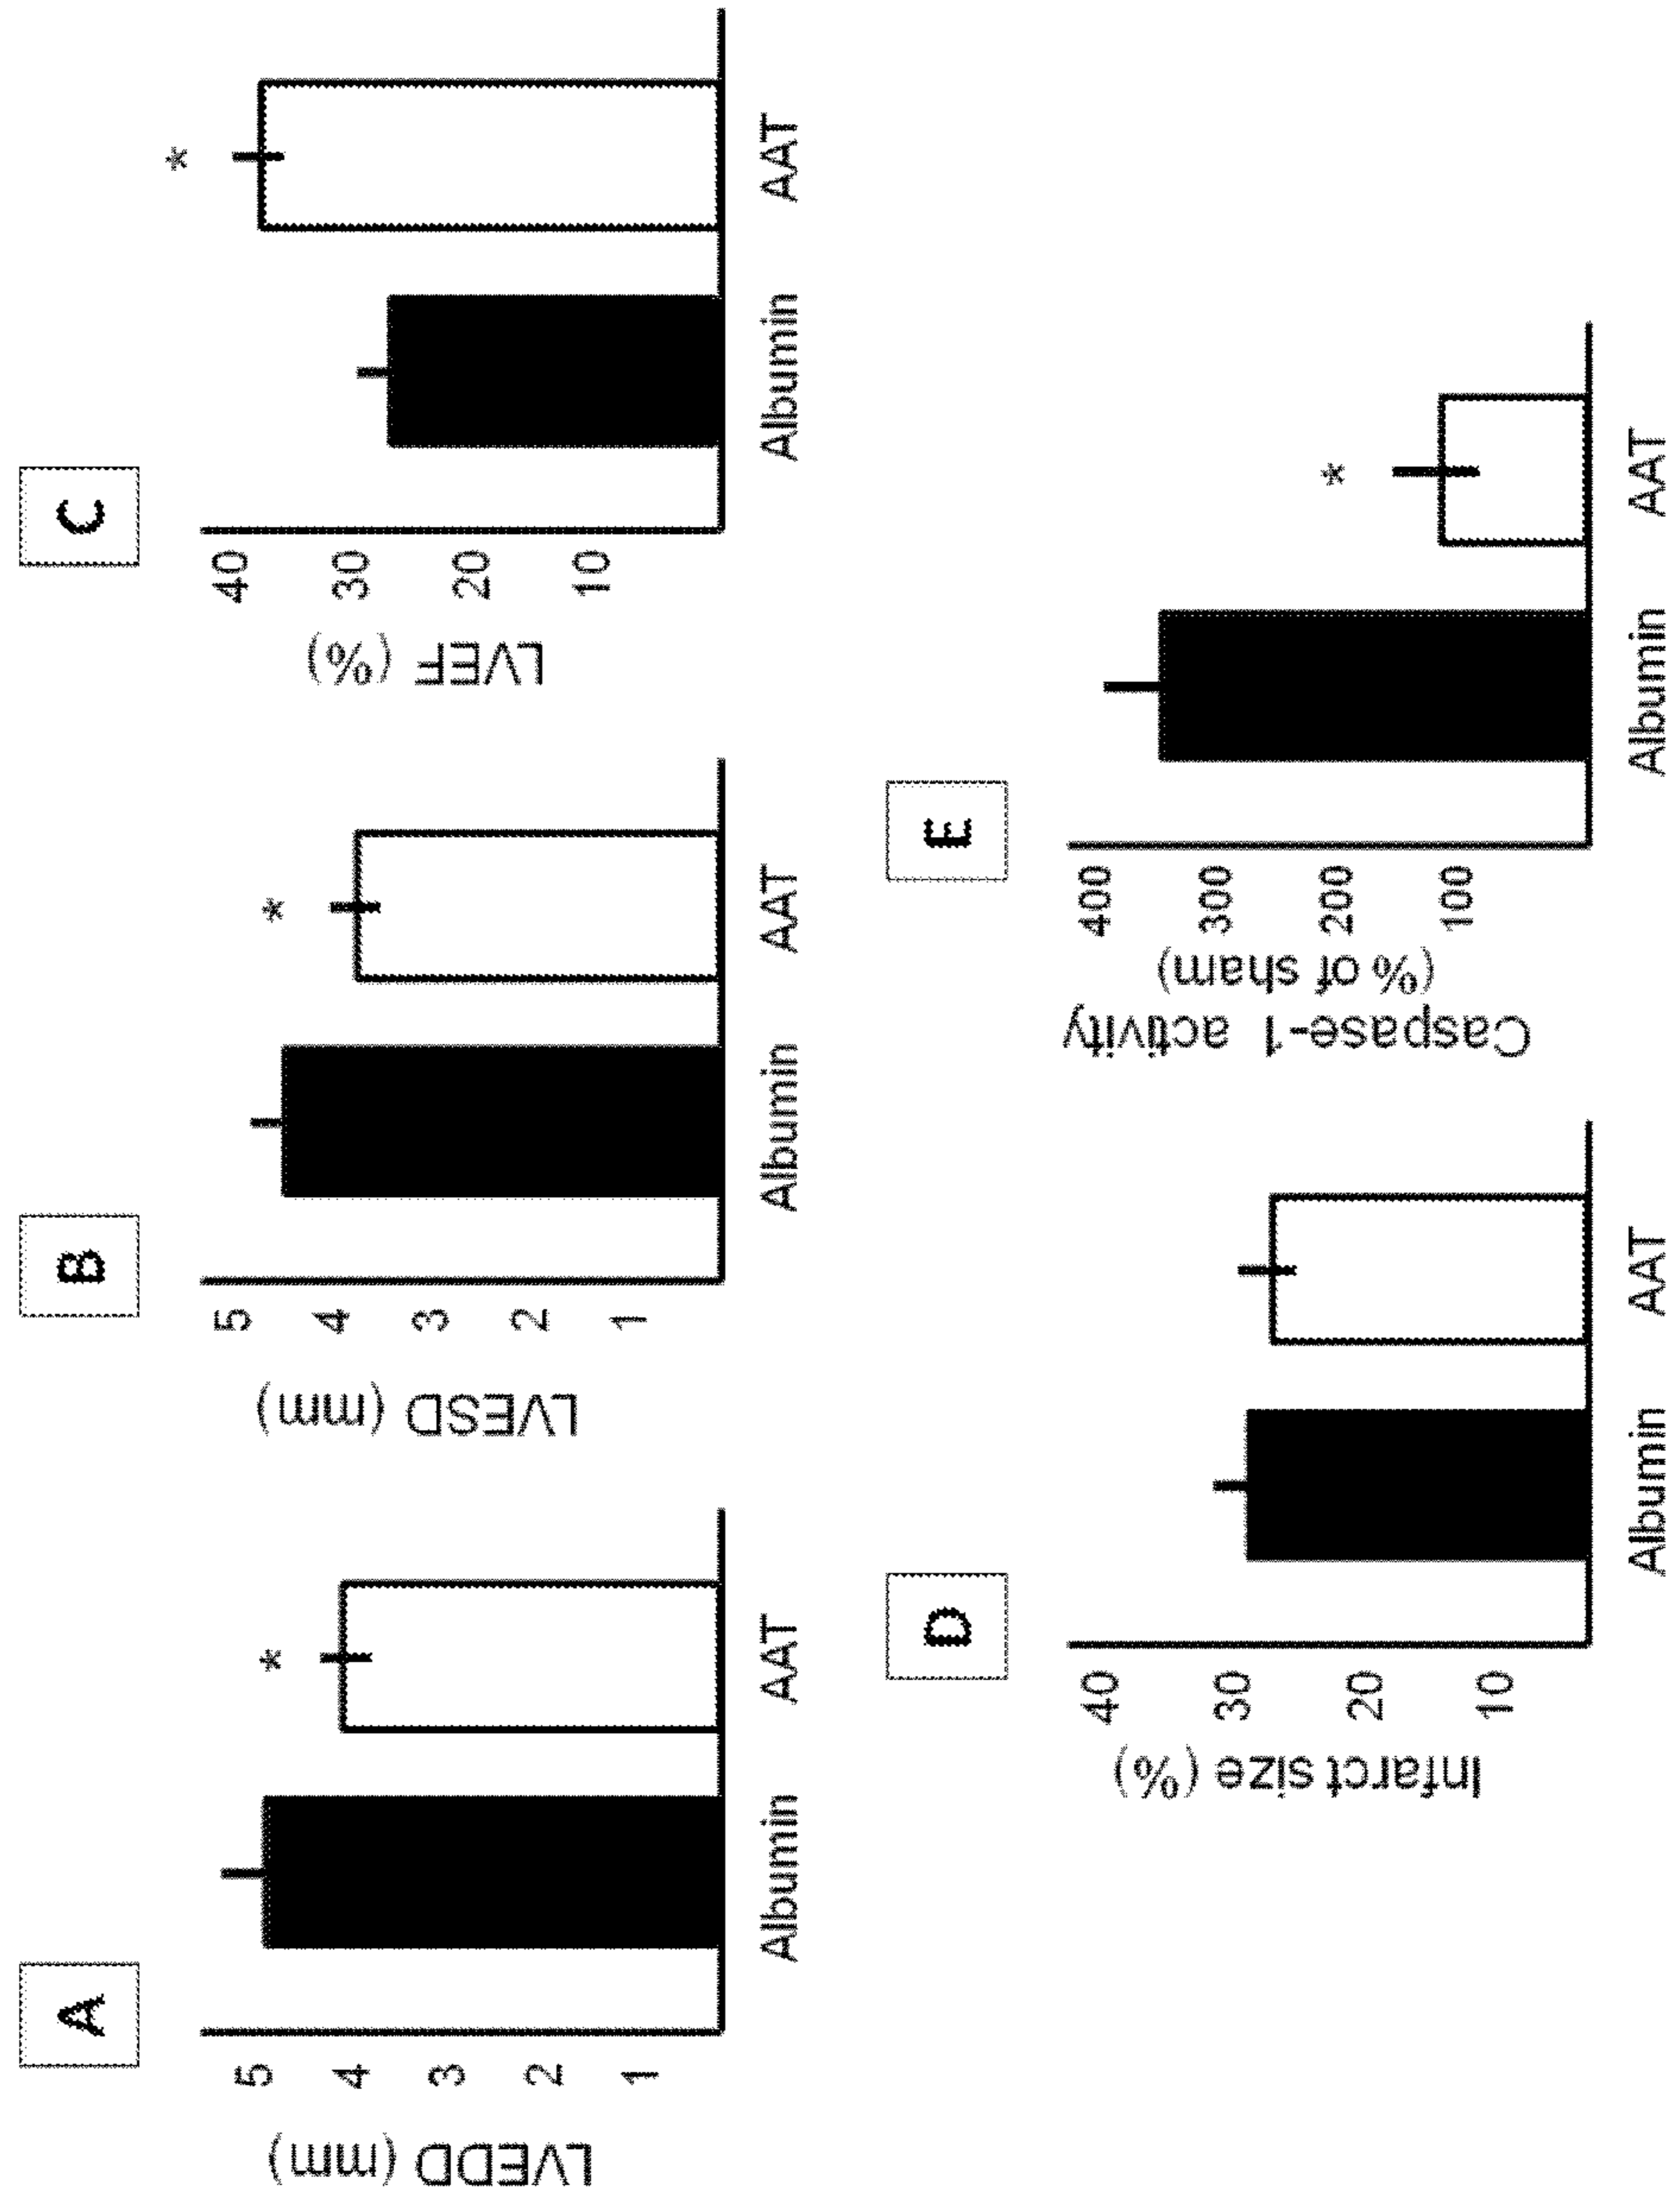 A
LVEDD (mm)
5
4
3
2
1
*
Albumin
AAT
B
LVESD (mm)
5
4
3
2
1
*
Albumin
AAT
C
LVEF (%)
40
30
20
10
*
Albumin
AAT
D
Infarct size (%)
40
30
20
10
Albumin
AAT
E
Caspase-1 activity
(% of sham)
400
300
200
100
*
Albumin
AAT